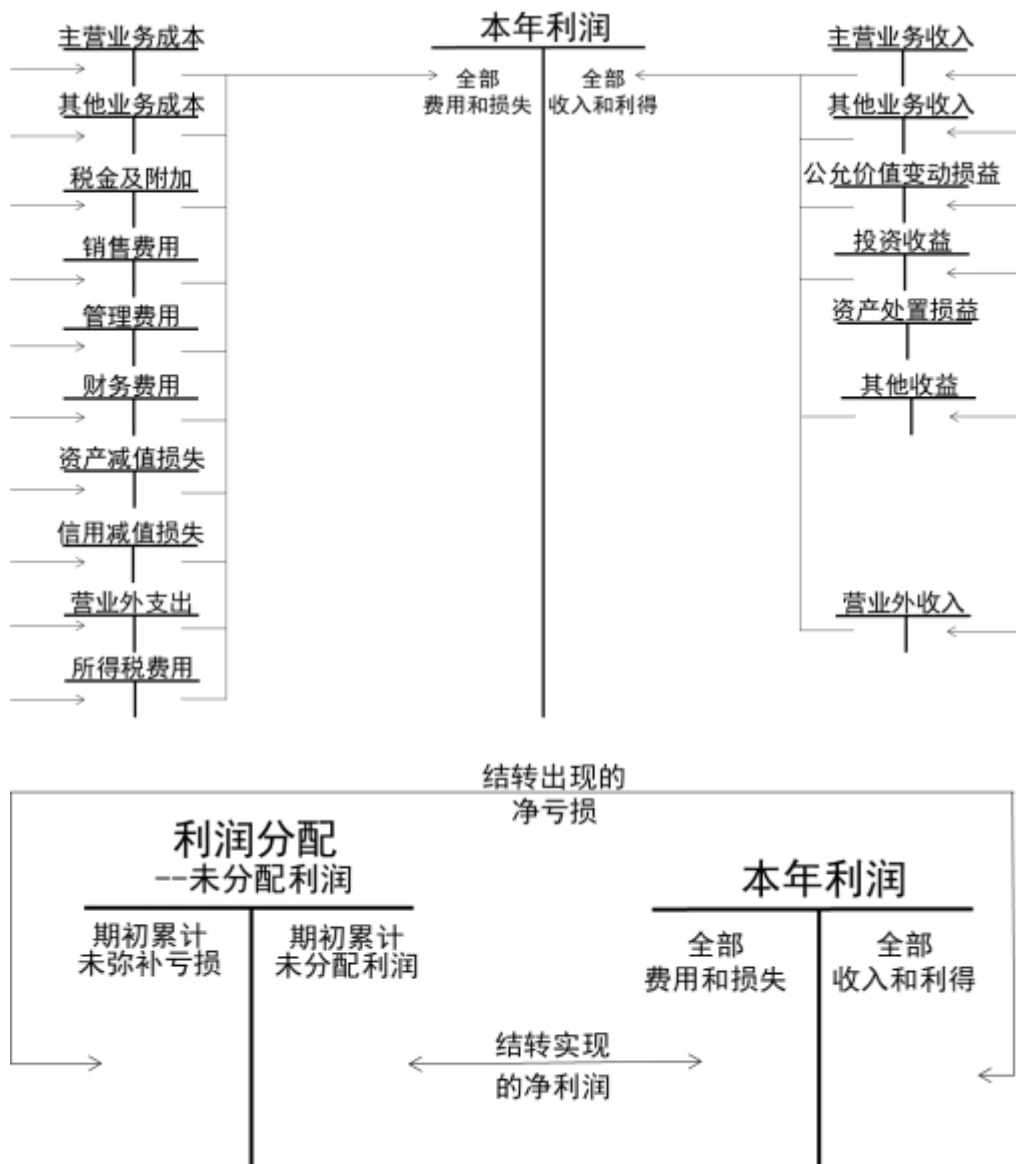 本年利润
全部
费用和损失
全部
收入和利得
主营业务成本
其他业务成本
税金及附加
销售费用
管理费用
财务费用
资产减值损失
信用减值损失
营业外支出
所得税费用
主营业务收入
其他业务收入
公允价值变动损益
投资收益
资产处置损益
其他收益
营业外收入
结转出现的
净亏损
利润分配
--未分配利润
期初累计
未弥补亏损
期初累计
未分配利润
本年利润
全部
费用和损失
全部
收入和利得
结转实现
的净利润